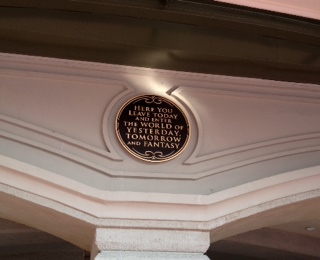 HERE YOU
LEAVE TODAY
AND ENTER
THE WORLD OF
YESTERDAY,
TOMORROW
AND FANTASY